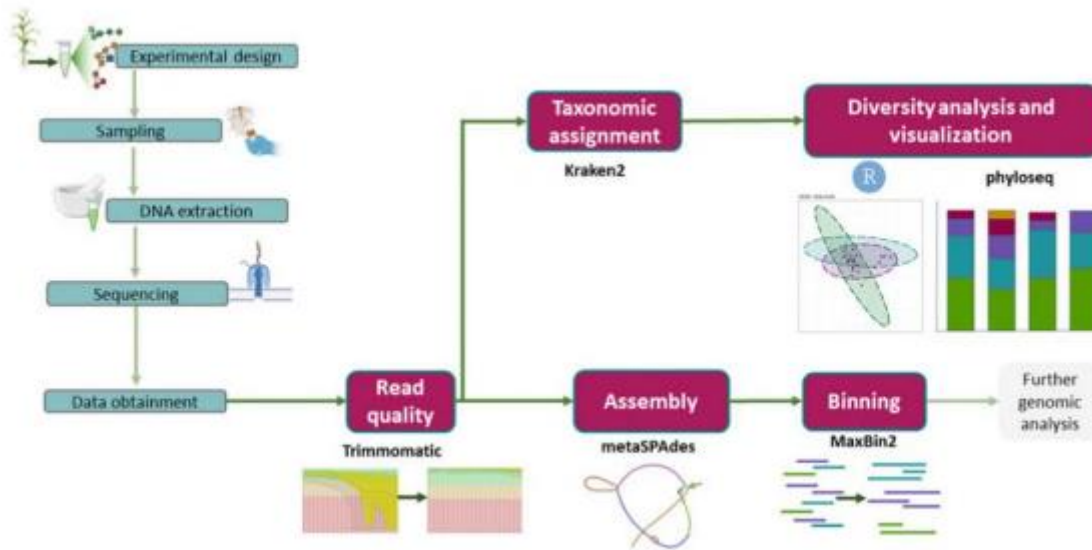 Experimental design
Sampling
DNA extraction
Sequencing
Data obtainment
Read
quality
Trimmomatic
Taxonomic
assignment
Kraken2
Diversity analysis and
visualization
R
phyloseq
Assembly
metaSPAdes
Binning
MaxBin2
Further
genomic
analysis